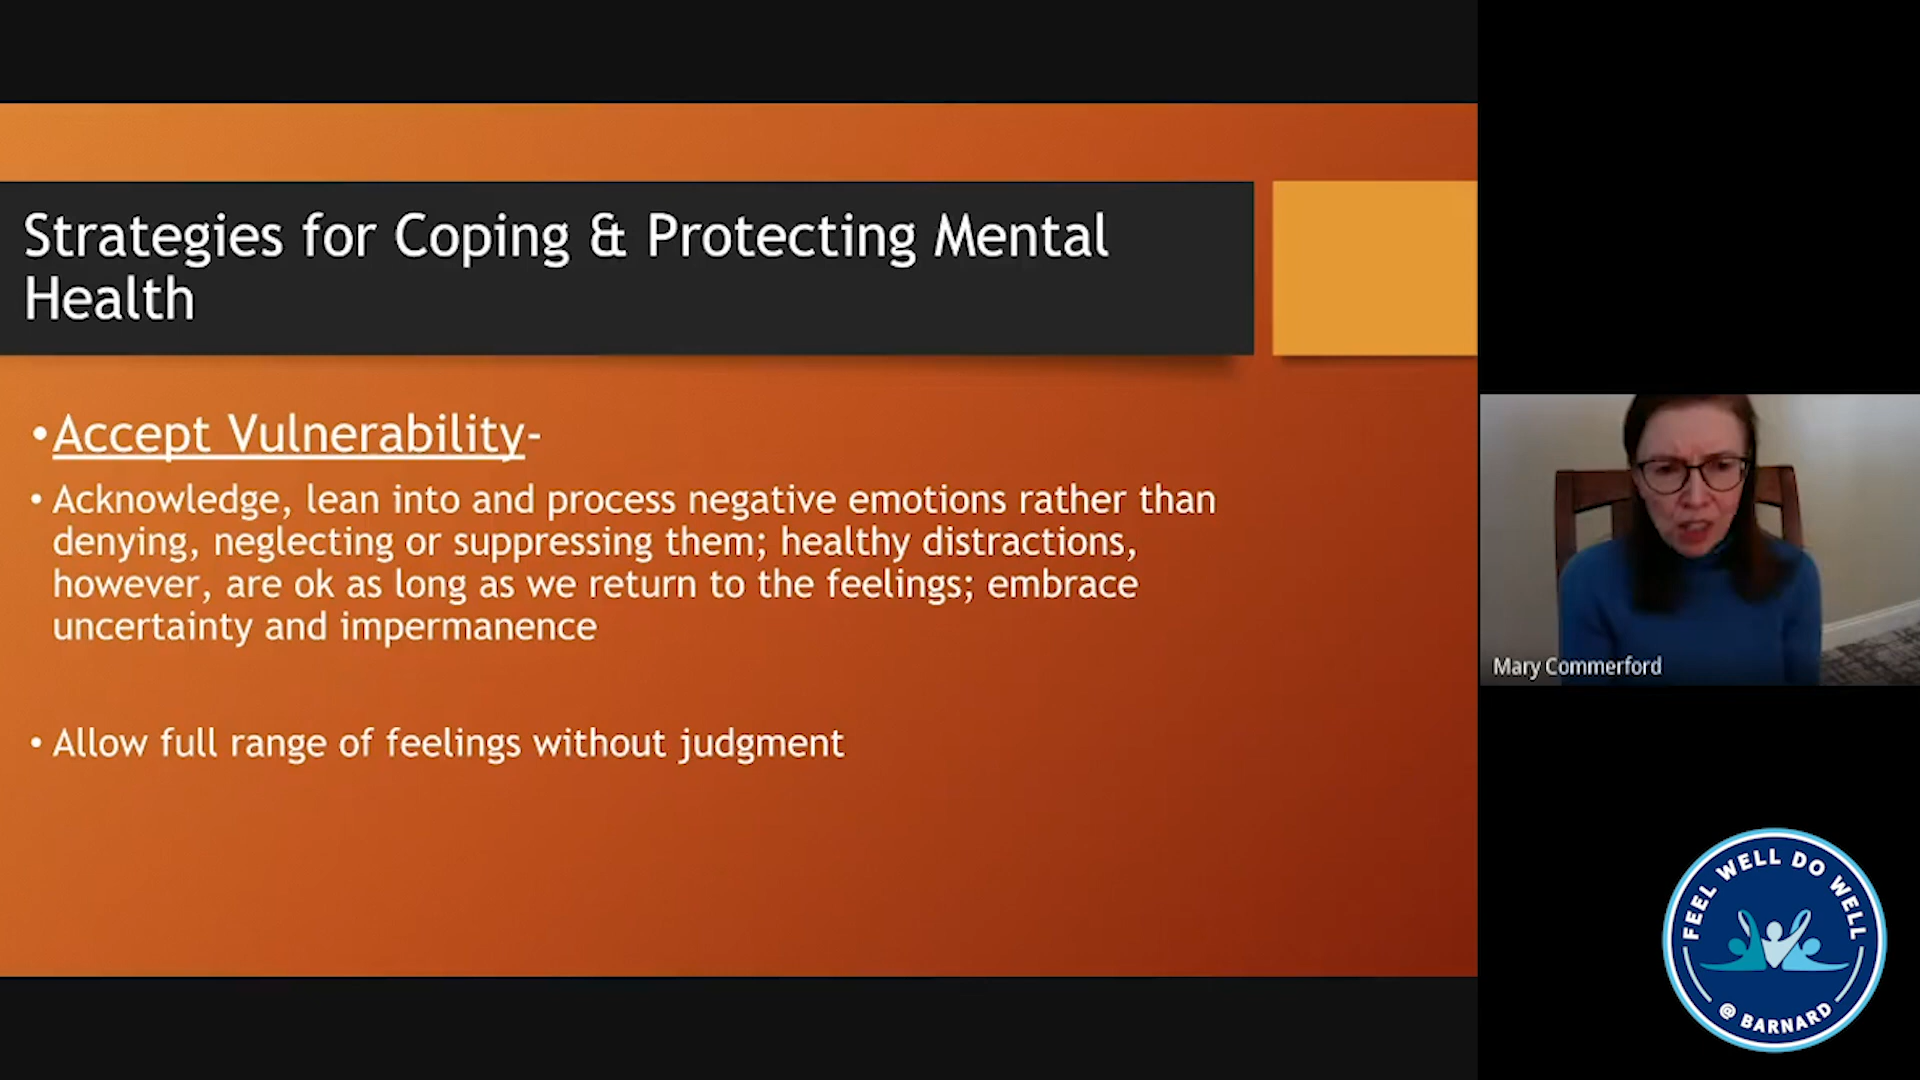 Strategies for Coping & Protecting Mental
Health
•Accept Vulnerability-
• Acknowledge, lean into and process negative emotions rather than
denying, neglecting or suppressing them; healthy distractions,
however, are ok as long as we return to the feelings; embrace
uncertainty and impermanence
• Allow full range of feelings without judgment
Mary Commerford
FEEL WELL DO WELL
@ BARNARD